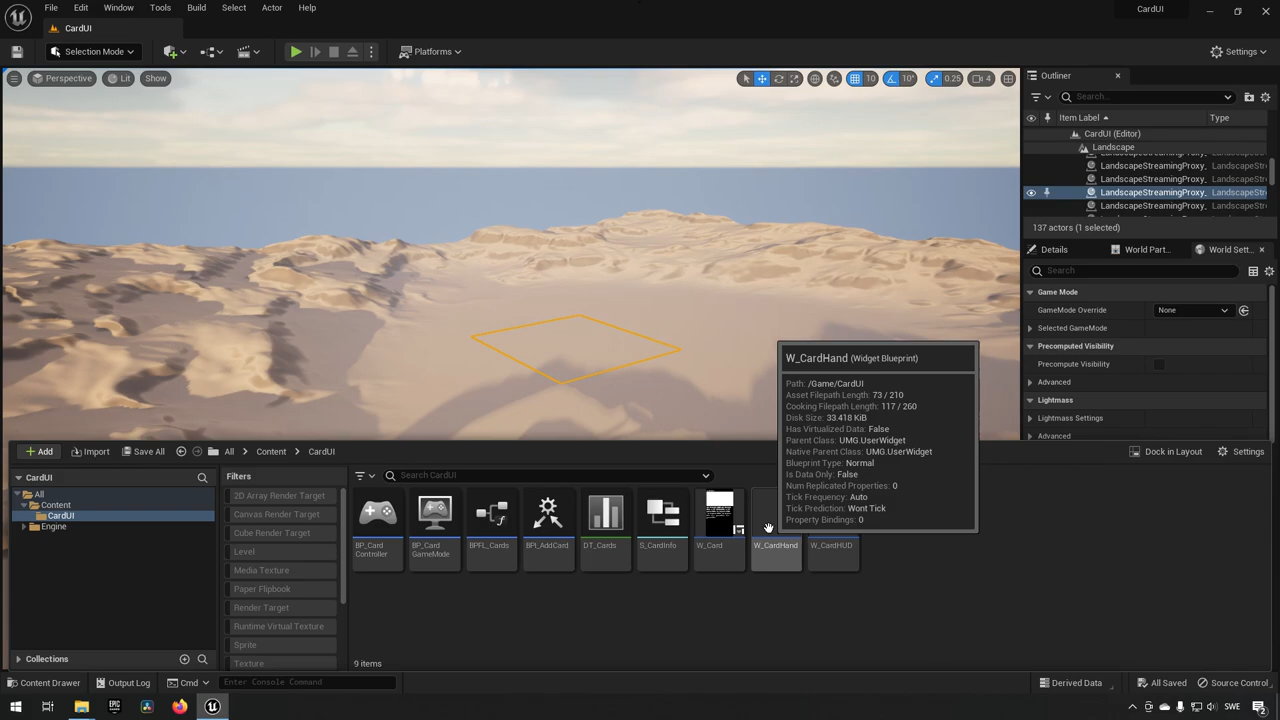 File Edit Window Tools Build Select Actor Help
CardUI
CardUI
Selection Mode
Platforms
Settings
Perspective Lit Show
10 10° 0.25 4
Outliner
Search...
Item Label Type
CardUI (Editor)
Landscape
LandscapeStreamingProxy_ LandscapeStre
LandscapeStreamingProxy_ LandscapeStre
LandscapeStreamingProxy_ LandscapeStre
LandscapeStreamingProxy_ LandscapeStre
137 actors (1 selected)
Details World Part... World Sett...
Search
Game Mode
GameMode Override None
Selected GameMode
Precomputed Visibility
Precompute Visibility
Advanced
Lightmass
Lightmass Settings
Advanced
W_CardHand (Widget Blueprint)
Path: /Game/CardUI
Asset Filepath Length: 73 / 210
Cooking Filepath Length: 117 / 260
Disk Size: 33.418 KiB
Has Virtualized Data: False
Parent Class: UMG.UserWidget
Native Parent Class: UMG.UserWidget
Blueprint Type: Normal
Is Data Only: False
Num Replicated Properties: 0
Tick Frequency: Auto
Tick Prediction: Wont Tick
Property Bindings: 0
Add Import Save All All Content CardUI
Dock in Layout Settings
CardUI
All
Content
CardUI
Engine
Collections
Filters
2D Array Render Target
Canvas Render Target
Cube Render Target
Level
Media Texture
Paper Flipbook
Render Target
Runtime Virtual Texture
Sprite
Texture
Search CardUI
BP_Card
Controller
BP_Card
GameMode
BPFL_Cards
BPI_AddCard
DT_Cards
S_CardInfo
W_Card
W_CardHand
W_CardHUD
9 items
Content Drawer Output Log Cmd Enter Console Command
Derived Data All Saved Source Control
SWE
2